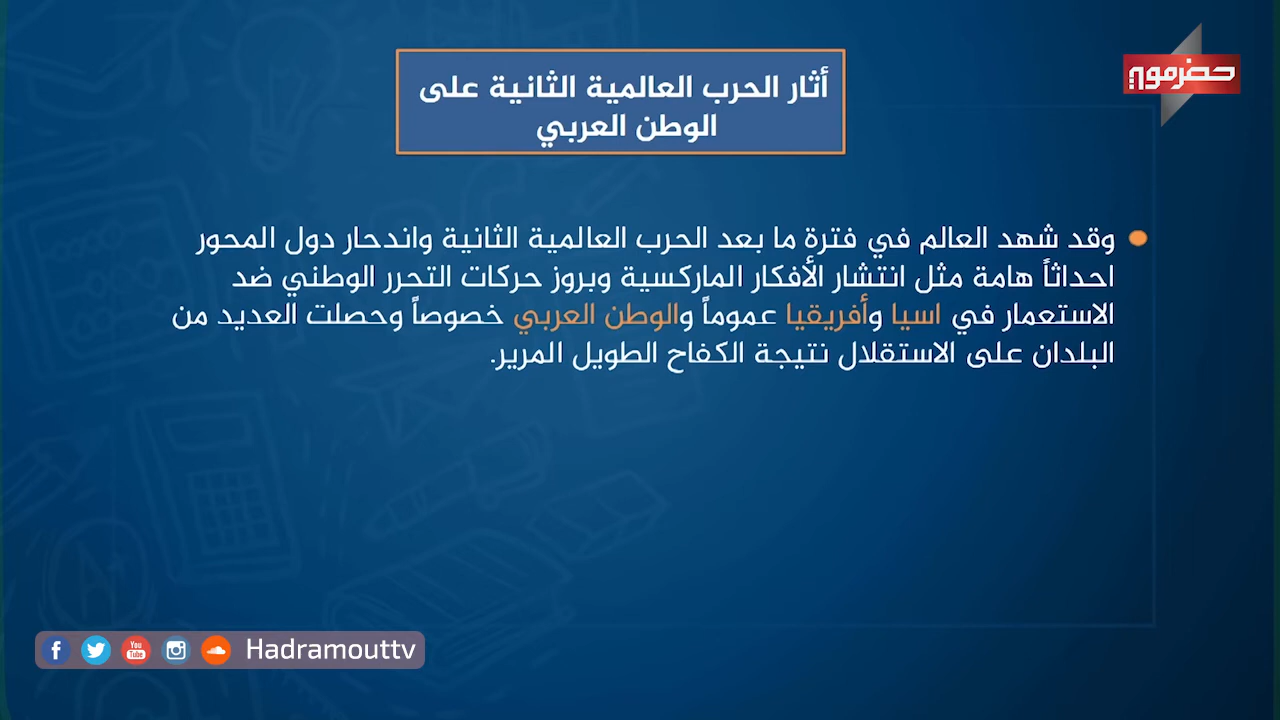 حضرموت
أثار الحرب العالمية الثانية على
الوطن العربي
وقد شهد العالم في فترة ما بعد الحرب العالمية الثانية واندحار دول المحور
احداثاً هامة مثل انتشار الأفكار الماركسية وبروز حركات التحرر الوطني ضد
الاستعمار في اسيا وأفريقيا عموماً والوطن العربي خصوصاً وحصلت العديد من
البلدان على الاستقلال نتيجة الكفاح الطويل المرير.
Hadramouttv